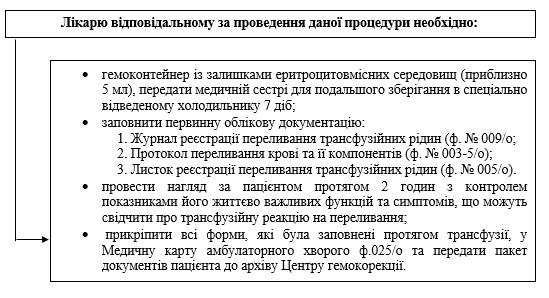 Лікарю відповідальному за проведення даної процедури необхідно:
• гемоконтейнер із залишками еритроцитовмісних середовищ (приблизно
5 мл), передати медичній сестрі для подальшого зберігання в спеціально
відведеному холодильнику 7 діб;
• заповнити первинну облікову документацію:
1. Журнал реєстрації переливання трансфузійних рідин (ф. № 009/о;
2. Протокол переливання крові та її компонентів (ф. № 003-5/о);
3. Листок реєстрації переливання трансфузійних рідин (ф. № 005/о).
• провести нагляд за пацієнтом протягом 2 годин з контролем
показниками його життєво важливих функцій та симптомів, що можуть
свідчити про трансфузійну реакцію на переливання;
• прикріпити всі форми, які була заповнені протягом трансфузії, у
Медичну карту амбулаторного хворого ф.025/о та передати пакет
документів пацієнта до архіву Центру гемокорекції.